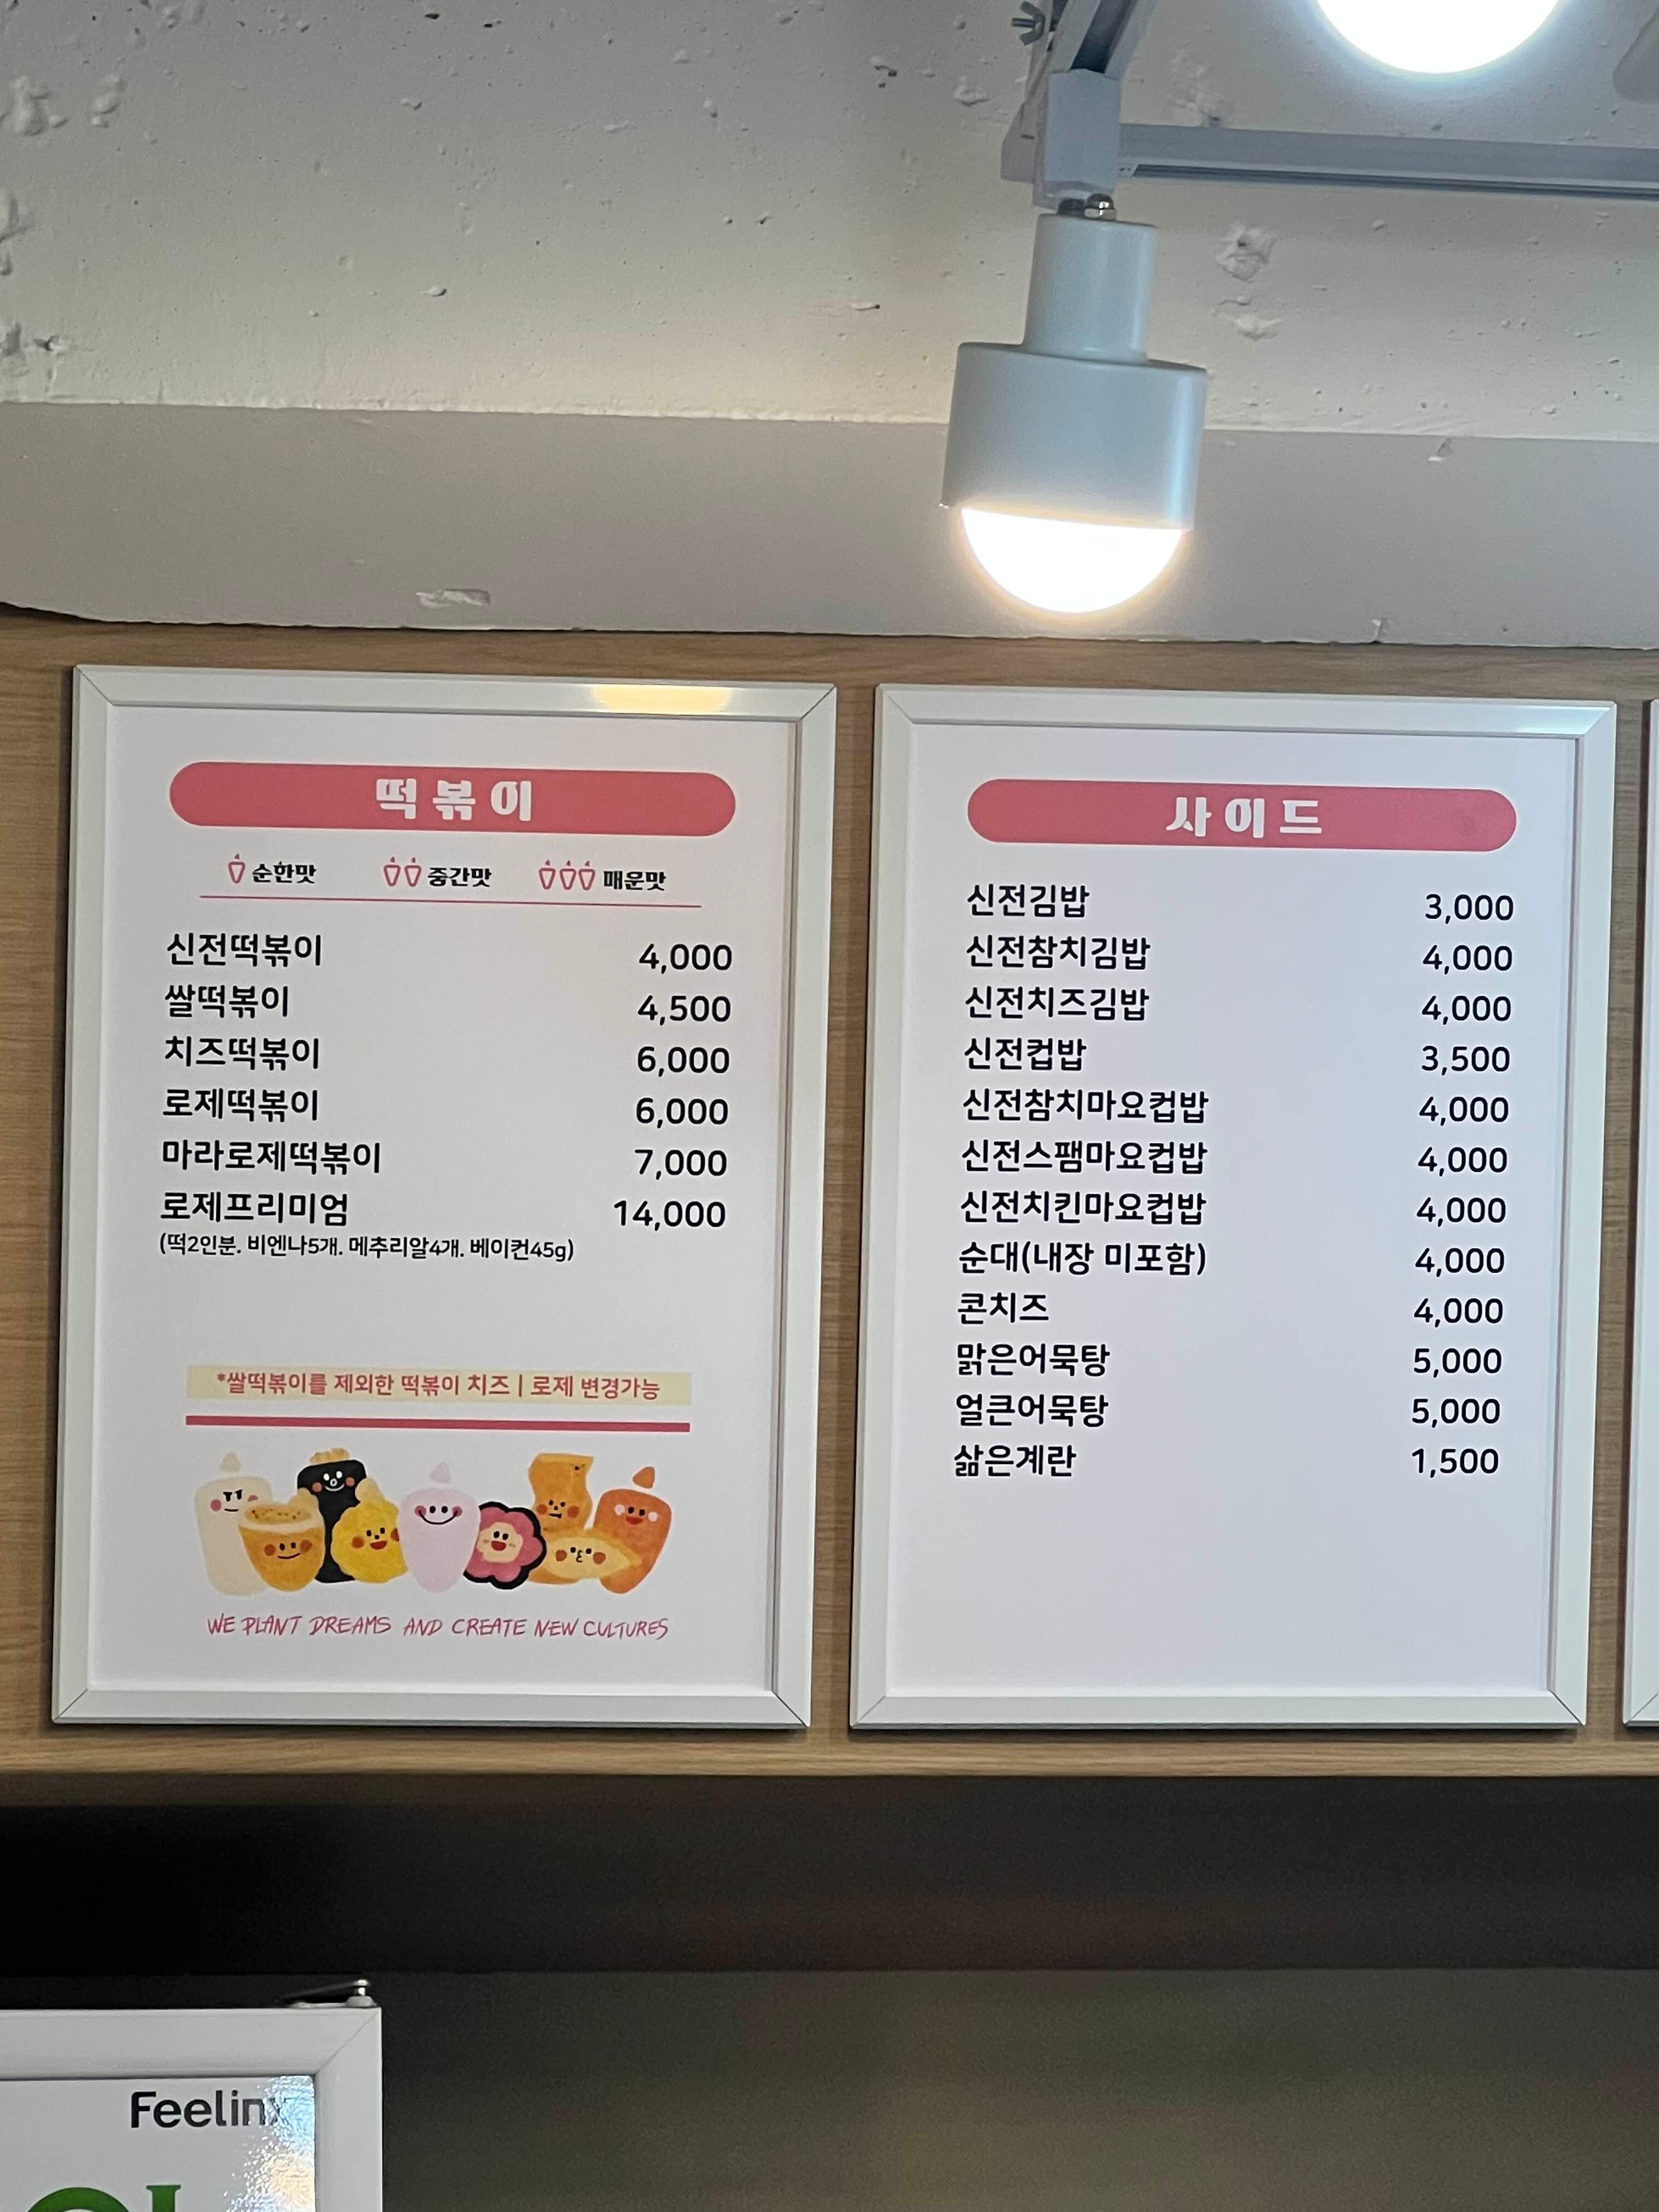 떡볶이
순한맛 중간맛 매운맛
신전떡볶이 4,000
쌀떡볶이 4,500
치즈떡볶이 6,000
로제떡볶이 6,000
마라로제떡볶이 7,000
로제프리미엄 14,000
(떡2인분. 비엔나5개. 메추리알4개. 베이컨45g)
*쌀떡볶이를 제외한 떡볶이 치즈 | 로제 변경가능
WE PLANT DREAMS AND CREATE NEW CULTURES
사이드
신전김밥 3,000
신전참치김밥 4,000
신전치즈김밥 4,000
신전컵밥 3,500
신전참치마요컵밥 4,000
신전스팸마요컵밥 4,000
신전치킨마요컵밥 4,000
순대(내장 미포함) 4,000
콘치즈 4,000
맑은어묵탕 5,000
얼큰어묵탕 5,000
삶은계란 1,500